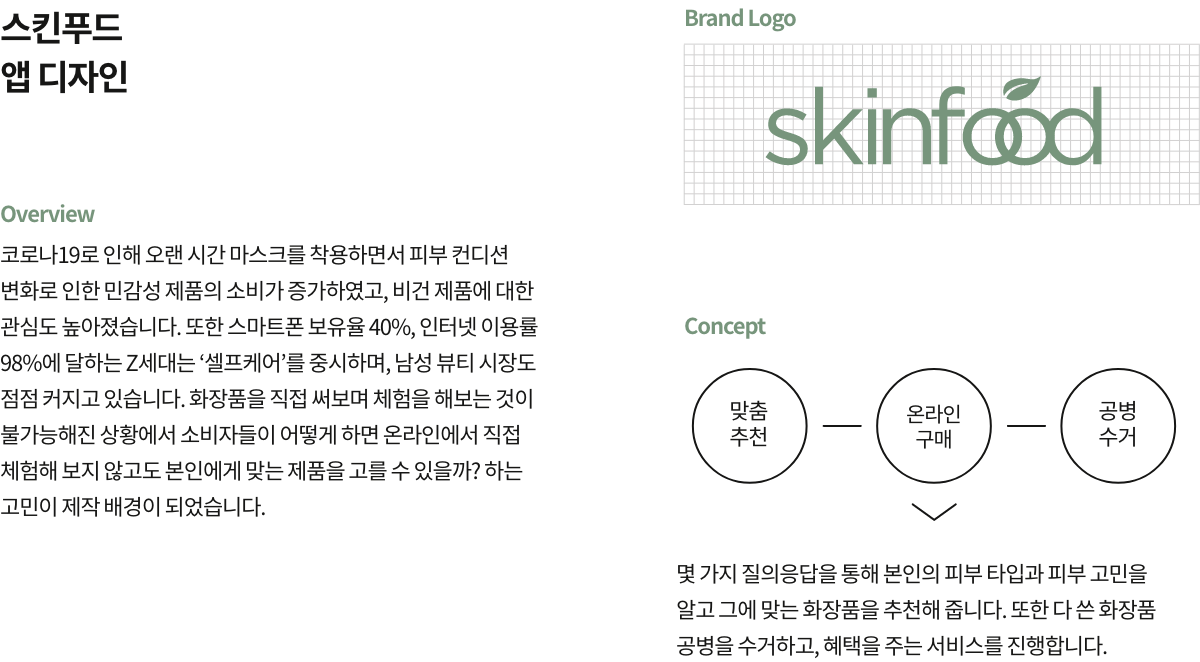 스킨푸드
앱 디자인
Overview
코로나19로 인해 오랜 시간 마스크를 착용하면서 피부 컨디션
변화로 인한 민감성 제품의 소비가 증가하였고, 비건 제품에 대한
관심도 높아졌습니다. 또한 스마트폰 보유율 40%, 인터넷 이용률
98%에 달하는 Z세대는 ‘셀프케어’를 중시하며, 남성 뷰티 시장도
점점 커지고 있습니다. 화장품을 직접 써보며 체험을 해보는 것이
불가능해진 상황에서 소비자들이 어떻게 하면 온라인에서 직접
체험해 보지 않고도 본인에게 맞는 제품을 고를 수 있을까? 하는
고민이 제작 배경이 되었습니다.
Brand Logo
skinfood
Concept
맞춤
추천
온라인
구매
공병
수거
몇 가지 질의응답을 통해 본인의 피부 타입과 피부 고민을
알고 그에 맞는 화장품을 추천해 줍니다. 또한 다 쓴 화장품
공병을 수거하고, 혜택을 주는 서비스를 진행합니다.